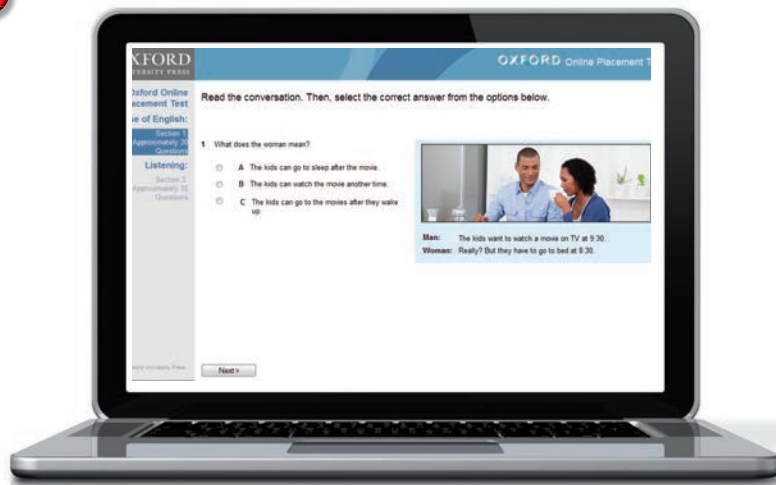 XFORD
VERSITY PRESS
OXFORD Online Placement T
Oxford Online
acement Test
se of English:
Section 1:
Approximately 30
Questions
Listening:
Section 2:
Approximately 15
Questions
Read the conversation. Then, select the correct answer from the options below.
1 What does the woman mean?
A The kids can go to sleep after the movie.
B The kids can watch the movie another time.
C The kids can go to the movies after they wake
up.
Man: The kids want to watch a movie on TV at 9:30.
Woman: Really? But they have to go to bed at 8:30.
University Press
Next >